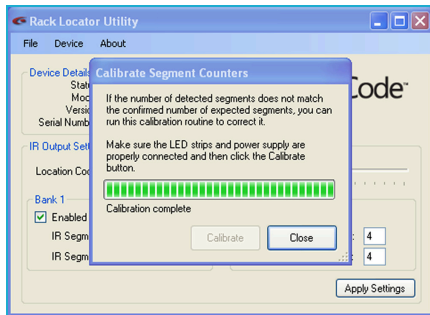 Rack Locator Utility
File Device About
Device Details
Calibrate Segment Counters
If the number of detected segments does not match
the confirmed number of expected segments, you can
run this calibration routine to correct it.
Make sure the LED strips and power supply are
properly connected and then click the Calibrate
button.
Calibration complete
Calibrate Close
Serial Numb
Code
IR Output Sett
Location Cod
Bank 1
Enabled
IR Segm : 4
IR Segm : 4
Apply Settings